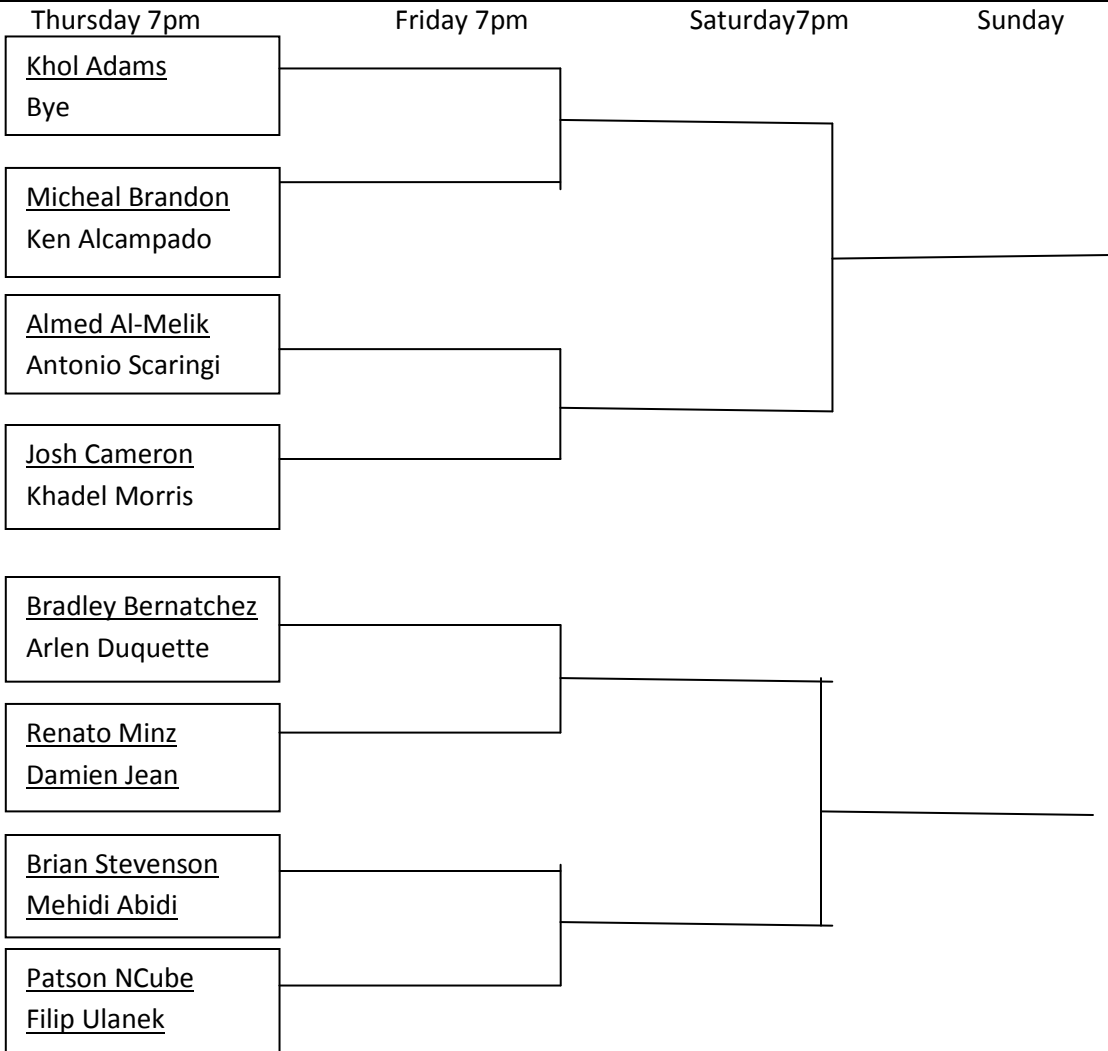 Thursday 7pm Friday 7pm Saturday7pm Sunday
Khol Adams
Bye
Micheal Brandon
Ken Alcampado
Almed Al-Melik
Antonio Scaringi
Josh Cameron
Khadel Morris
Bradley Bernatchez
Arlen Duquette
Renato Minz
Damien Jean
Brian Stevenson
Mehidi Abidi
Patson NCube
Filip Ulanek